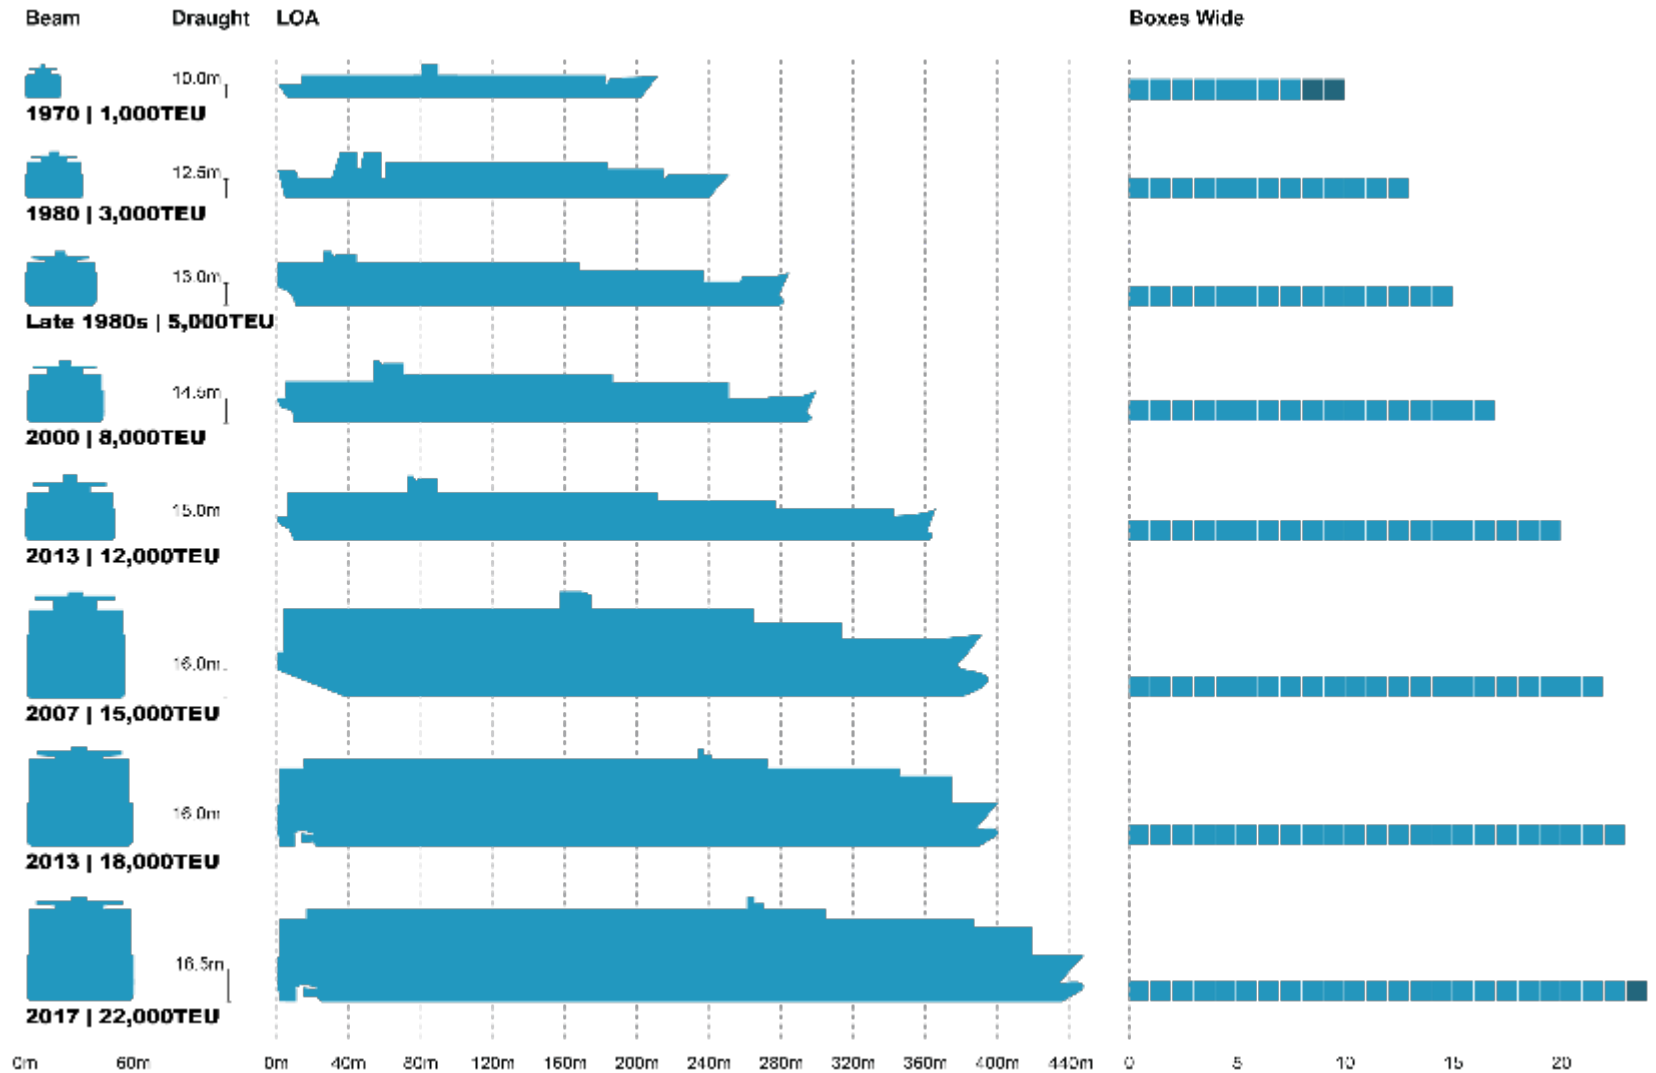 Beam Draught LOA Boxes Wide
10.0m
1970 | 1,000TEU
12.5m
1980 | 3,000TEU
13.0m
Late 1980s | 5,000TEU
14.5m
2000 | 8,000TEU
15.0m
2013 | 12,000TEU
16.0m
2007 | 15,000TEU
16.0m
2013 | 18,000TEU
16.5m
2017 | 22,000TEU
0m 60m 0m 40m 80m 120m 160m 200m 240m 280m 320m 360m 400m 440m 0 5 10 15 20